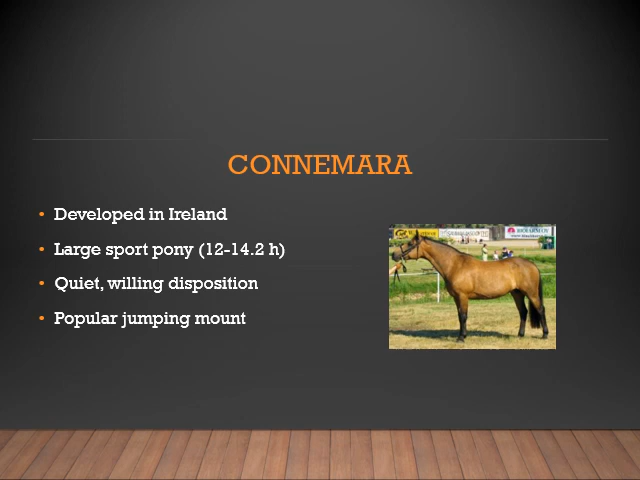 CONNEMARA
• Developed in Ireland
• Large sport pony (12-14.2 h)
• Quiet, willing disposition
• Popular jumping mount